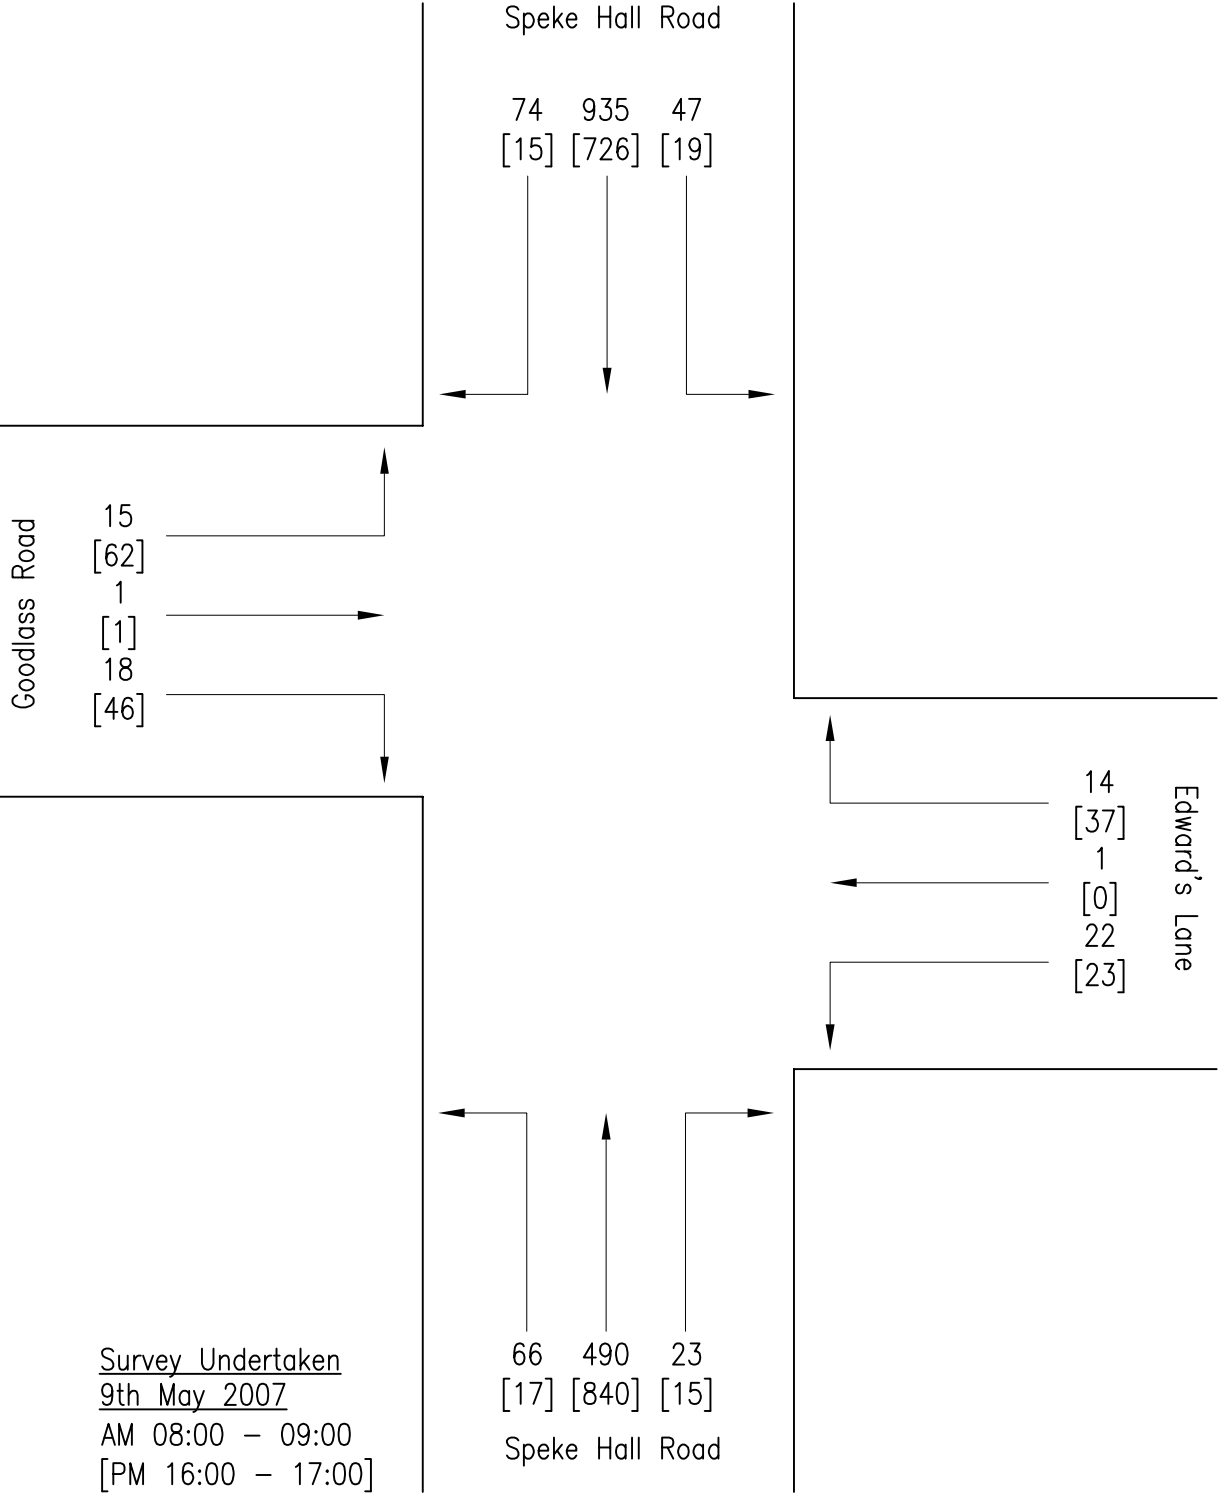 Speke Hall Road
74 935 47
[15] [726] [19]
Goodlass Road
15
[62]
1
[1]
18
[46]
14
[37]
1
[0]
22
[23]
Edward's Lane
66 490 23
[17] [840] [15]
Speke Hall Road
Survey Undertaken
9th May 2007
AM 08:00 – 09:00
[PM 16:00 – 17:00]